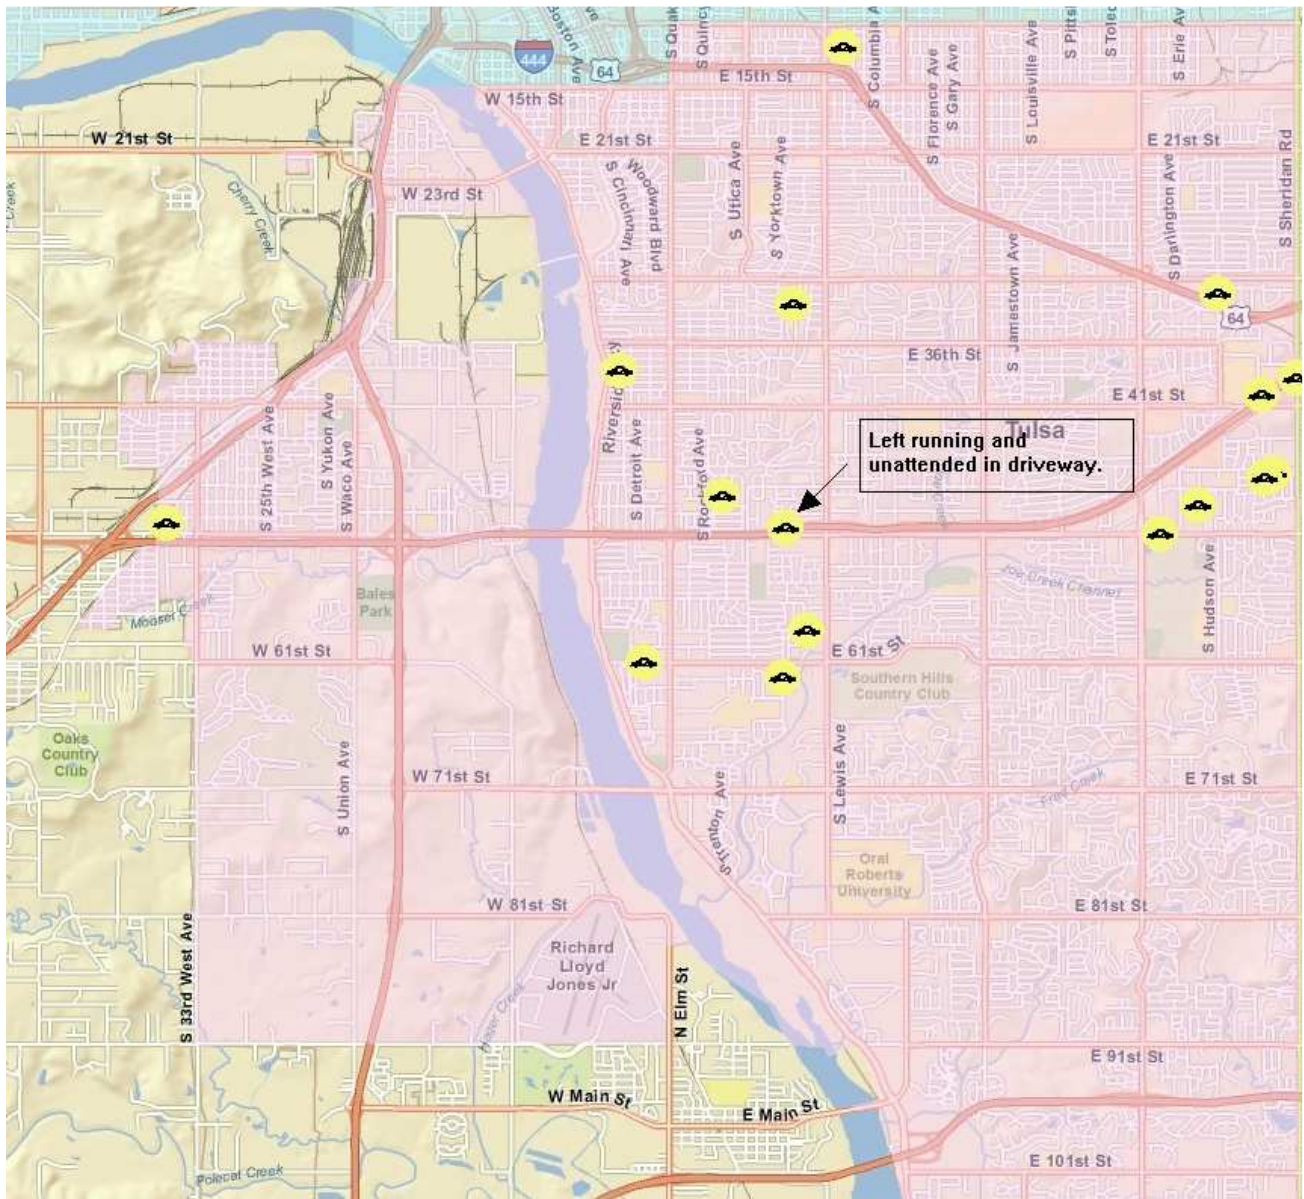 Boston Ave
S Quincy
S Columbia A
S Florence Ave
S Gary Ave
S Louisville Ave
S Pitts
S Toled
S Erie Av
444
64
E 15th St
W 15th St
W 21st St
E 21st St
E 21st St
Creek
Cherry Creek
W 23rd St
S Cincinnati Ave
Woodward Blvd
S Utica Ave
S Yorktown Ave
S Jamestown Ave
S Darlington Ave
S Sheridan Rd
64
E 36th St
E 41st St
S 25th West Ave
S Yukon Ave
S Waco Ave
S Detroit Ave
Tulsa
Left running and
unattended in driveway.
Bales
Park
Mooser Creek
Joe Creek Channel
S Hudson Ave
W 61st St
E 61st St
Southern Hills
Country Club
Oaks
Country
Club
S Union Ave
W 71st St
S Trenton Ave
S Lewis Ave
Fred Creek
E 71st St
Oral
Roberts
University
W 81st St
E 81st St
S 33rd West Ave
Richard
Lloyd
Jones Jr
Hager Creek
N Elm St
E 91st St
W Main St
E Main St
Polecat Creek
E 101st St